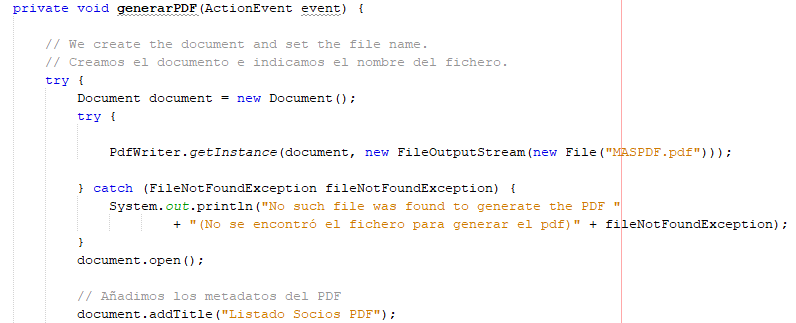 private void generarPDF(ActionEvent event) {
// We create the document and set the file name.
// Creamos el documento e indicamos el nombre del fichero.
try {
Document document = new Document();
try {
PdfWriter.getInstance(document, new FileOutputStream(new File("MASPDF.pdf")));
} catch (FileNotFoundException fileNotFoundException) {
System.out.println("No such file was found to generate the PDF "
+ "(No se encontró el fichero para generar el pdf)" + fileNotFoundException);
}
document.open();
// Añadimos los metadatos del PDF
document.addTitle("Listado Socios PDF");